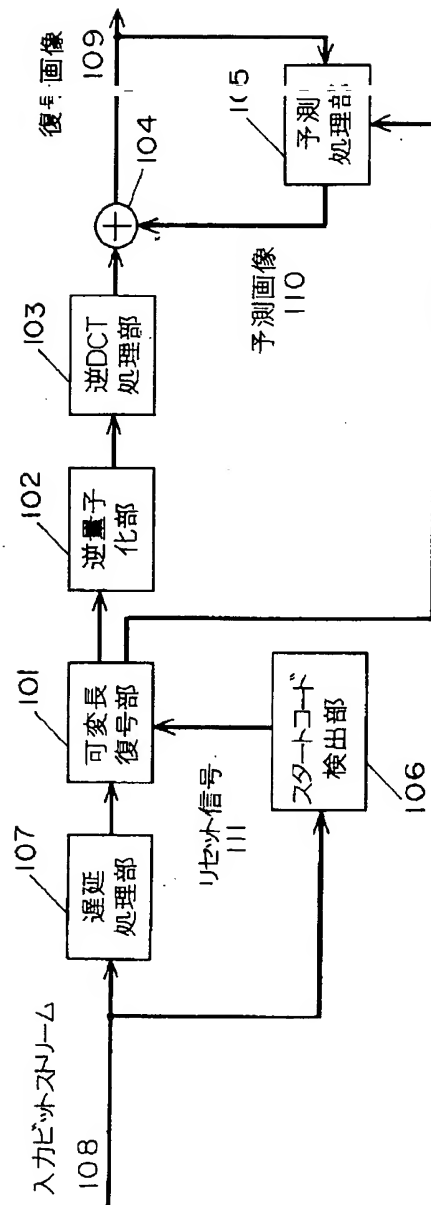 入力ビットストリーム
108
107
遅延
処理部
101
可変長
復号部
102
逆量子
化部
103
逆DCT
処理部
104
復号画像
109
105
予測
処理部
予測画像
110
リセット信号
111
スタートコード
検出部
106